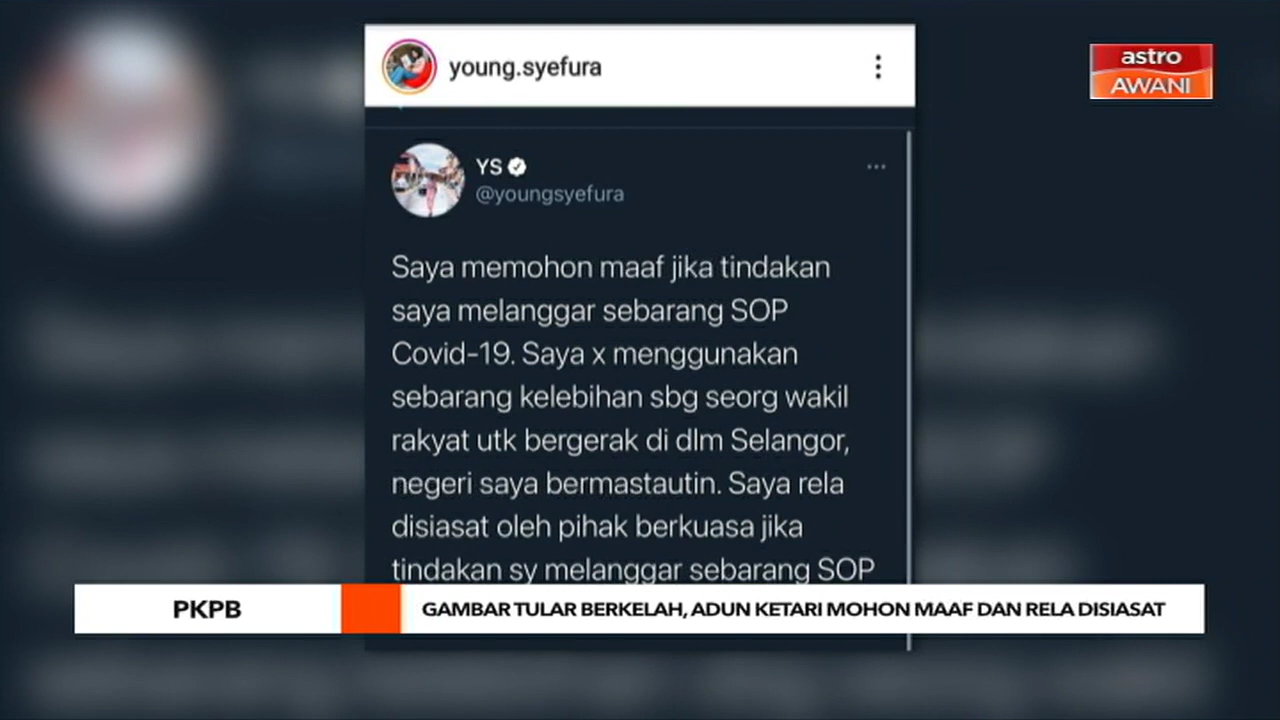 young.syefura
astro
AWANI
YS
@youngsyefura
Saya memohon maaf jika tindakan
saya melanggar sebarang SOP
Covid-19. Saya x menggunakan
sebarang kelebihan sbg seorg wakil
rakyat utk bergerak di dlm Selangor,
negeri saya bermastautin. Saya rela
disiasat oleh pihak berkuasa jika
tindakan sy melanggar sebarang SOP
PKPB
GAMBAR TULAR BERKELAH, ADUN KETARI MOHON MAAF DAN RELA DISIASAT